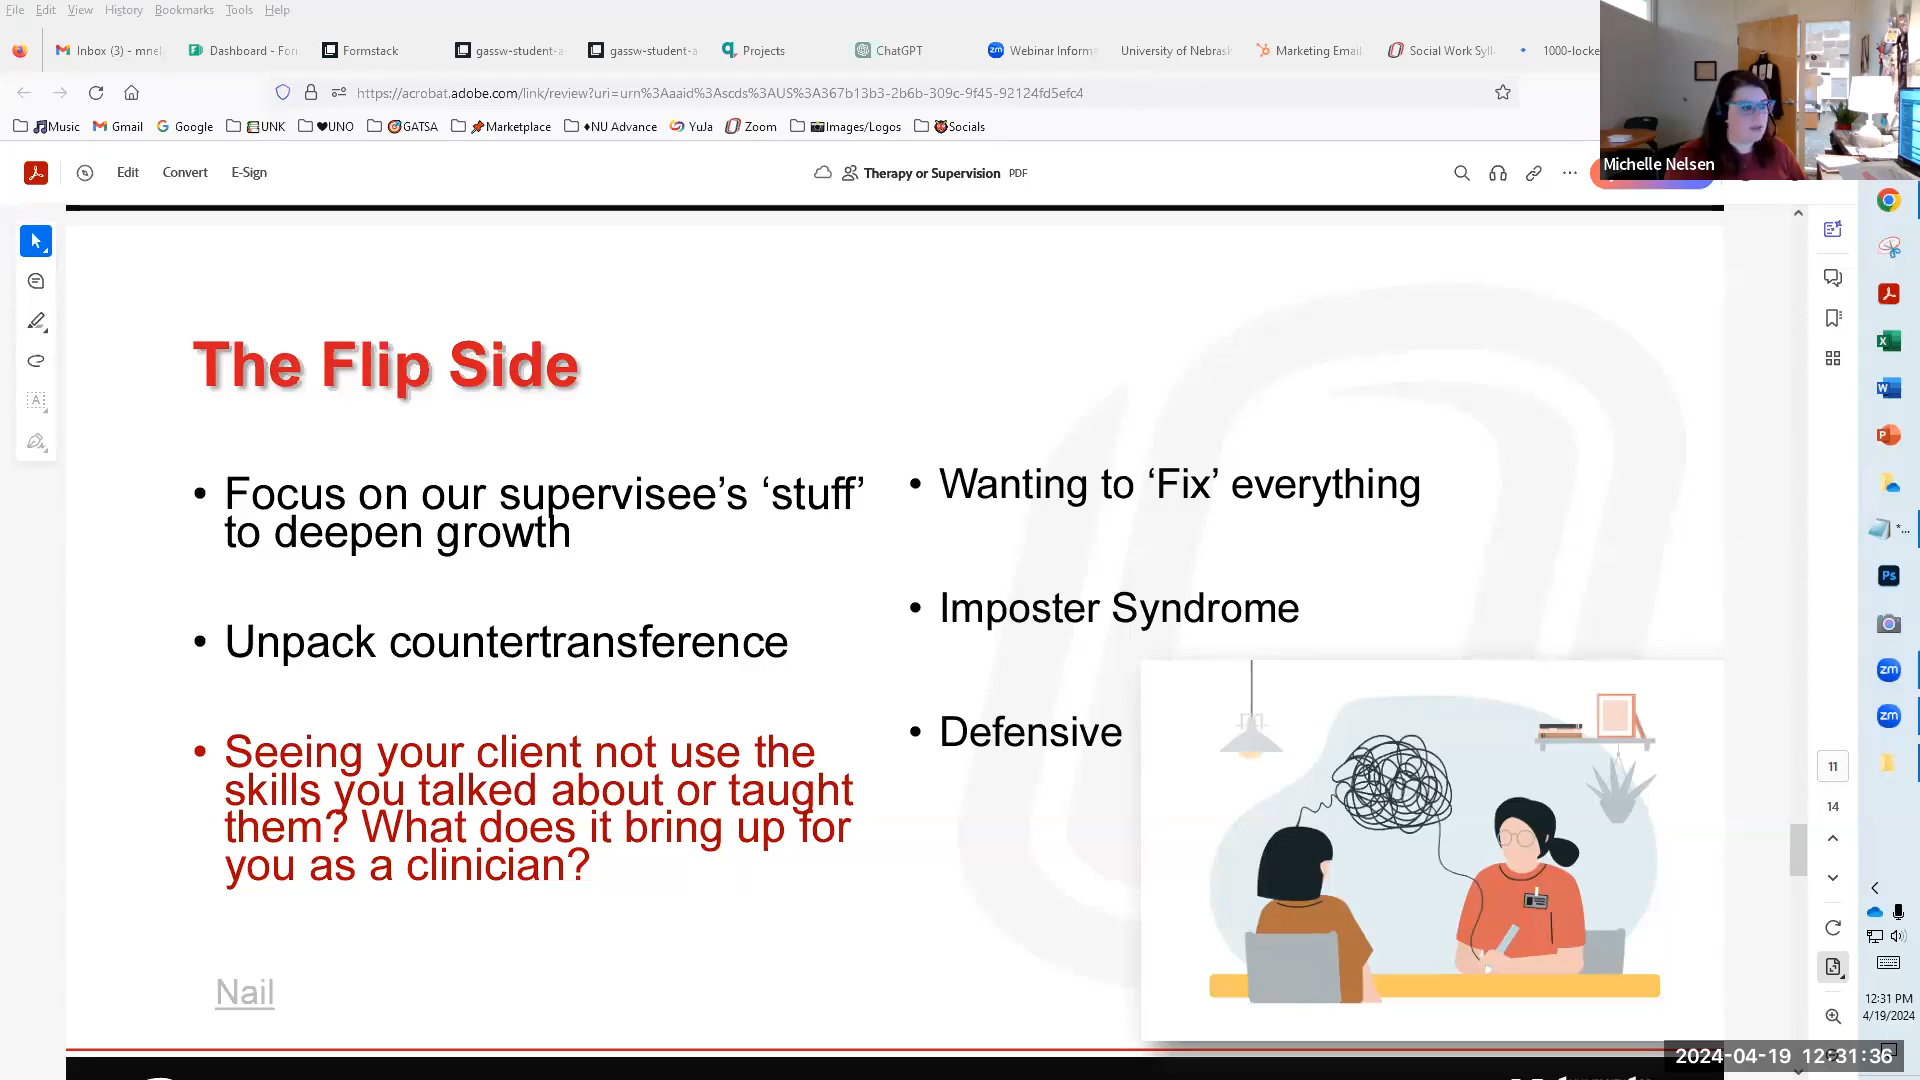 File Edit View History Bookmarks Tools Help
Inbox (3) - mne
Dashboard - For
Formstack
gassw-student-a
gassw-student-a
Projects
ChatGPT
Webinar Inform
University of Nebrask
Marketing Email
Social Work Syll
1000-locke
https://acrobat.adobe.com/link/review?uri=urn%3Aaaid%3Ascds%3AUS%3A367b13b3-2b6b-309c-9f45-92124fd5efc4
Music Gmail Google UNK UNO GATSA Marketplace NU Advance YuJa Zoom Images/Logos Socials
Michelle Nelsen
Edit Convert E-Sign
Therapy or Supervision PDF
The Flip Side
• Focus on our supervisee’s ‘stuff’
to deepen growth
• Unpack countertransference
• Seeing your client not use the
skills you talked about or taught
them? What does it bring up for
you as a clinician?
• Wanting to ‘Fix’ everything
• Imposter Syndrome
• Defensive
Nail
11
14
12:31 PM
4/19/2024
2024-04-19 12:31:36